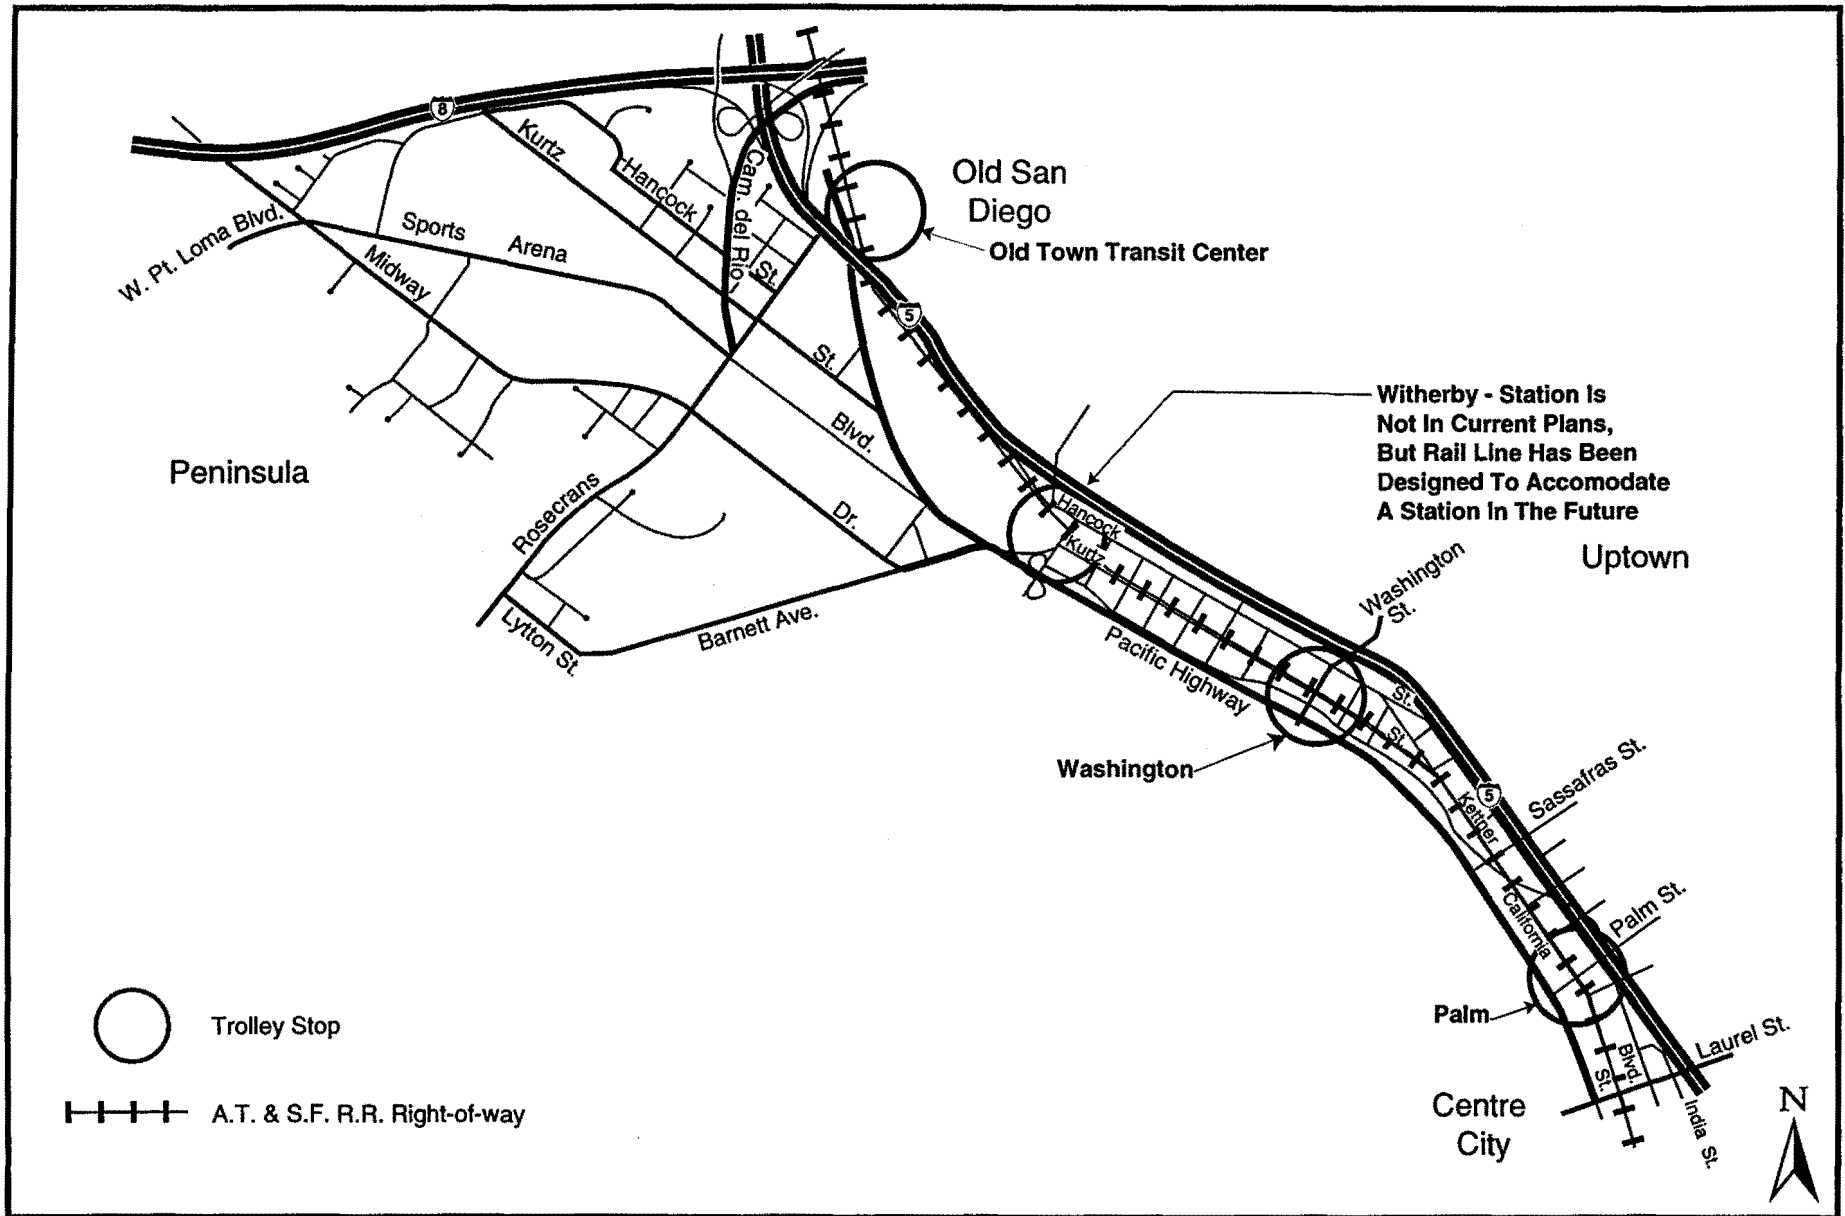 8
Kurtz
Hancock
Cam. del Rio
St.
Old San
Diego
Old Town Transit Center
W. Pt. Loma Blvd.
Sports
Arena
Midway
5
St.
Blvd.
Dr.
Witherby - Station Is
Not In Current Plans,
But Rail Line Has Been
Designed To Accomodate
A Station In The Future
Peninsula
Rosecrans
Hancock
Kurtz
Uptown
Washington
St.
Lytton St.
Barnett Ave.
Pacific Highway
St.
St.
Washington
5
Kettner
Sassafras St.
California
Palm St.
Palm
Trolley Stop
Laurel St.
Blvd.
St.
India St.
A.T. & S.F. R.R. Right-of-way
Centre
City
N